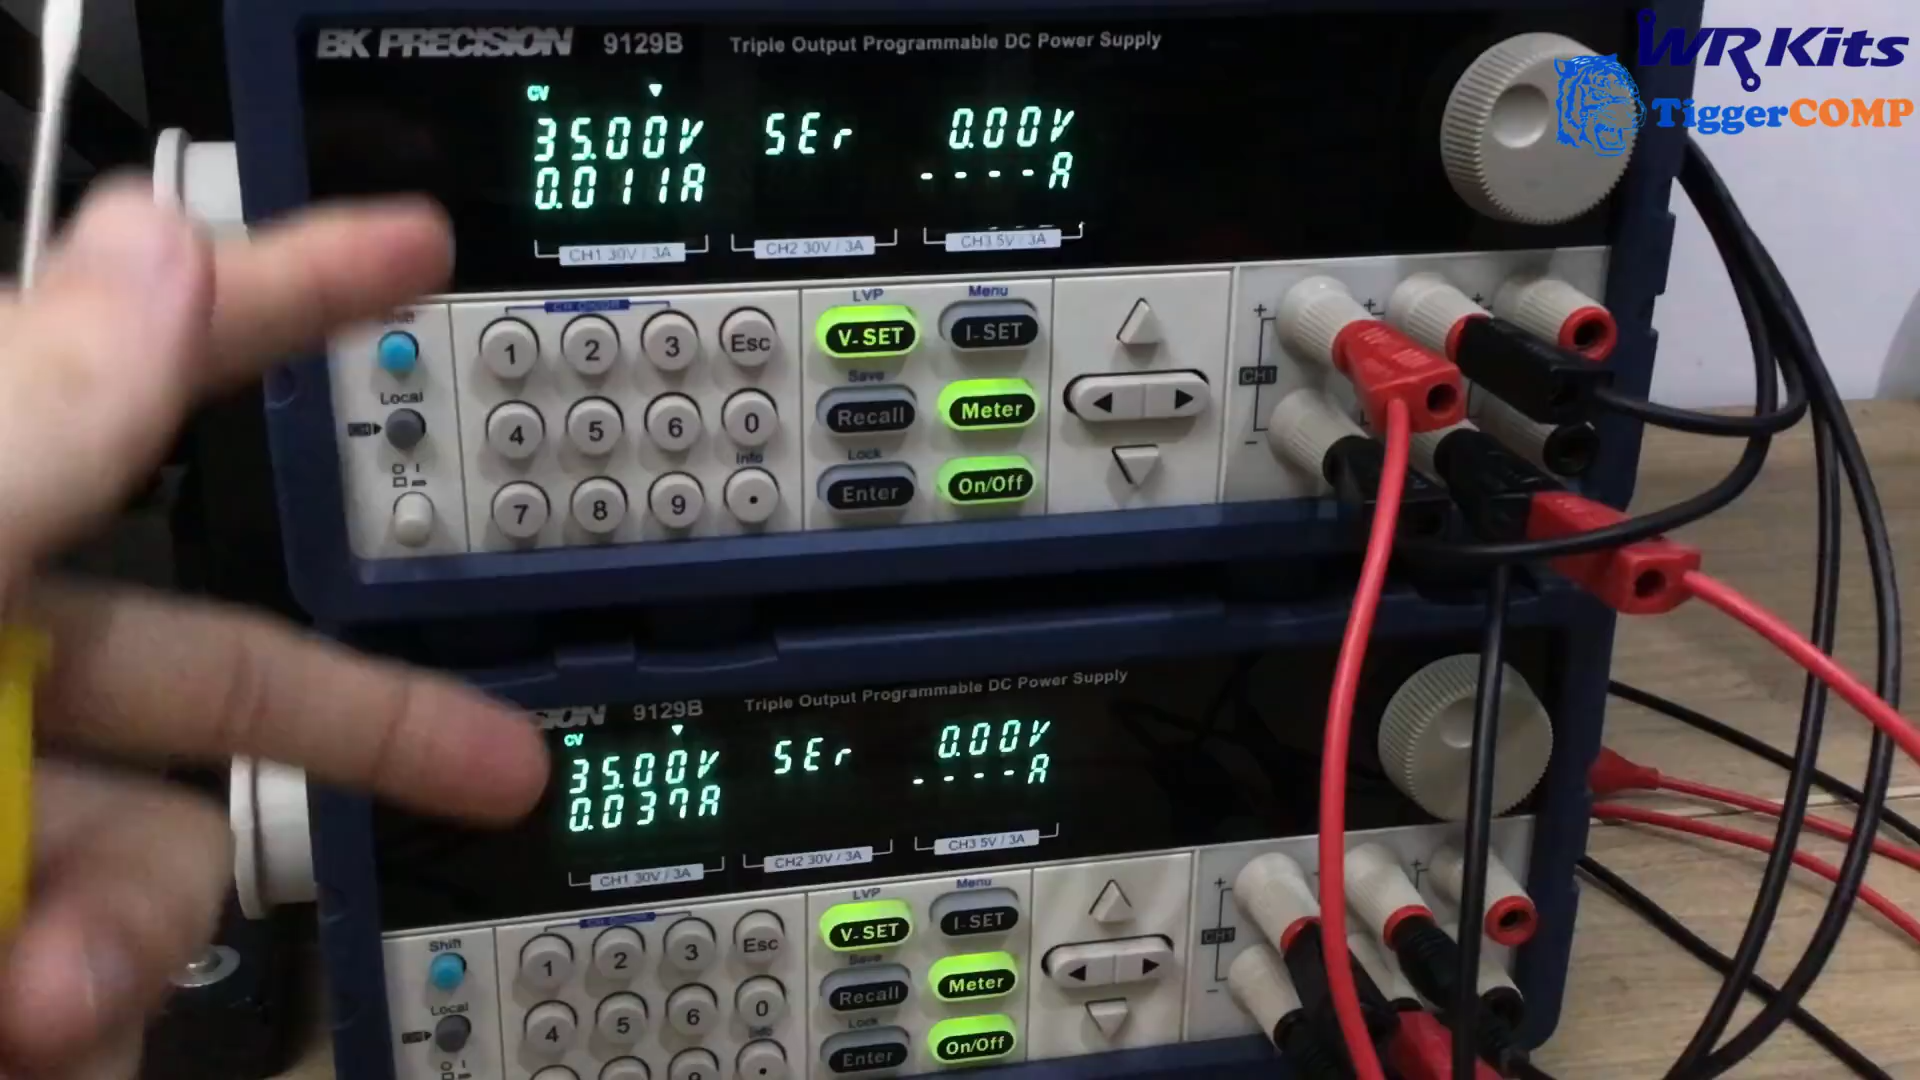 WR Kits
TiggerCOMP
BK PRECISION 9129B Triple Output Programmable DC Power Supply
CV
35.00V SEr 0.00V
0.011A ----A
CH1 30V / 3A CH2 30V / 3A CH3 5V / 3A
LVP Menu
1 2 3 Esc V-SET I-SET
Local Save
4 5 6 0 Recall Meter
CH1
Info Lock
7 8 9 . Enter On/Off
9129B Triple Output Programmable DC Power Supply
CV
35.00V SEr 0.00V
0.037A ----A
CH1 30V / 3A CH2 30V / 3A CH3 5V / 3A
LVP Menu
Shift 1 2 3 Esc V-SET I-SET
CH1
Local Save
4 5 6 0 Recall Meter
Info Lock
Enter On/Off